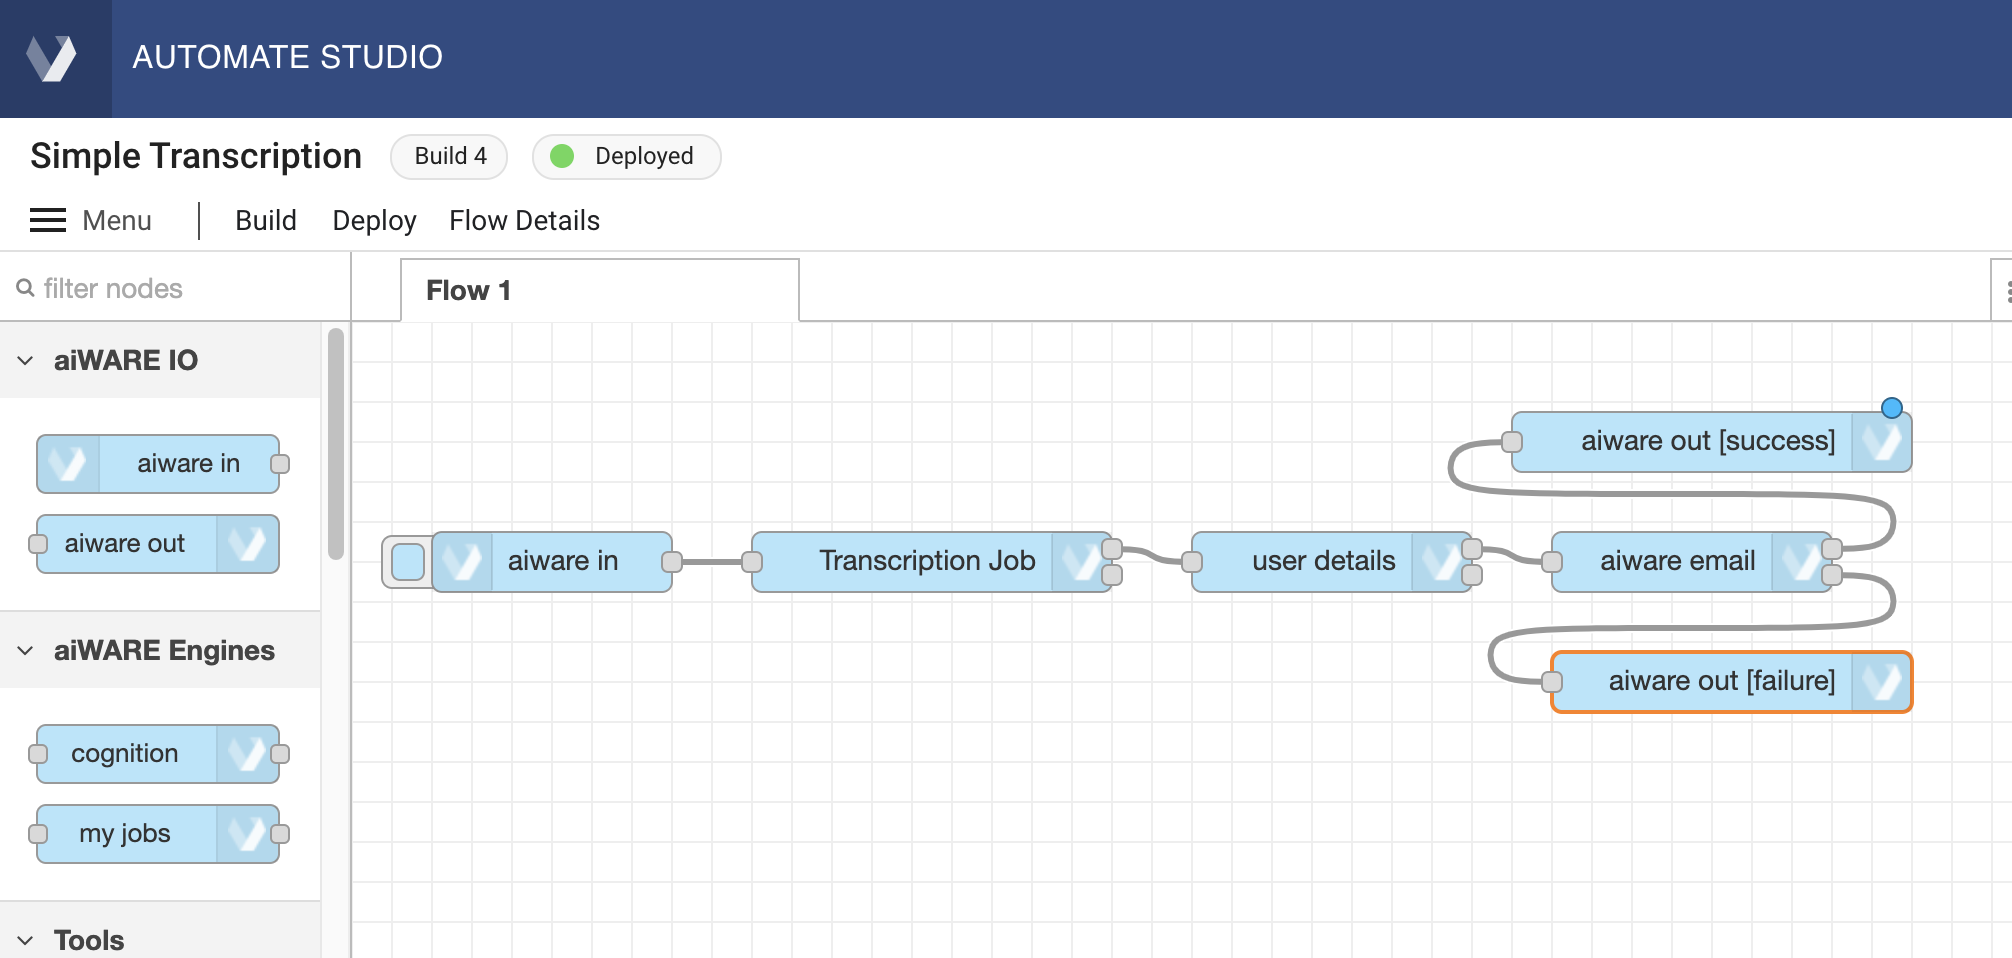 AUTOMATE STUDIO
Simple Transcription
Build 4
Deployed
Menu
Build
Deploy
Flow Details
filter nodes
Flow 1
aiWARE IO
aiware in
aiware out
aiWARE Engines
cognition
my jobs
Tools
aiware in
Transcription Job
user details
aiware email
aiware out [success]
aiware out [failure]